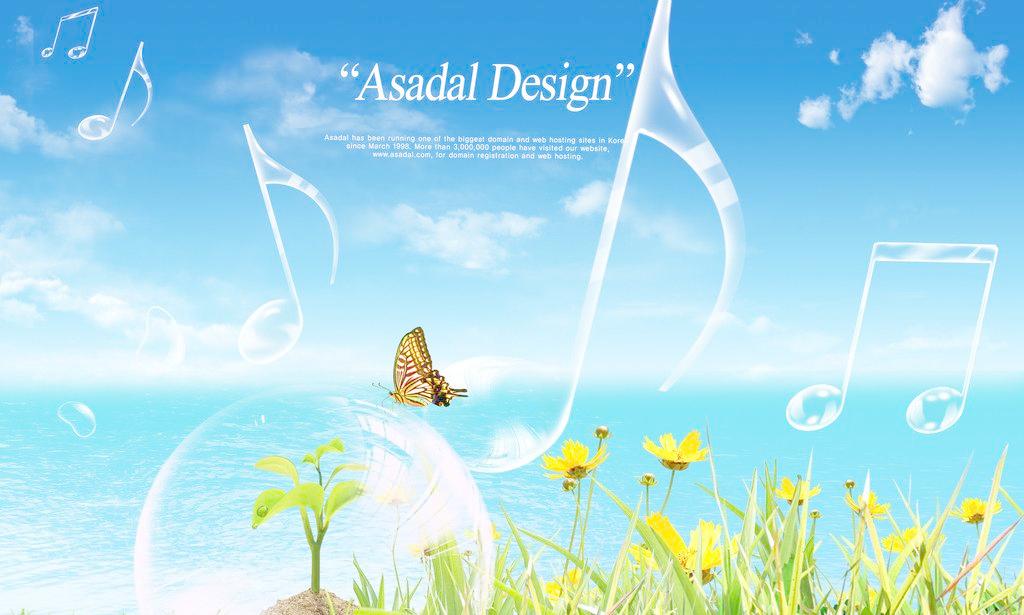 “Asadal Design”
Asadal has been running one of the biggest domain and web hosting sites in Kore
since March 1998. More than 3,000,000 people have visited our website,
www.asadal.com, for domain registration and web hosting.